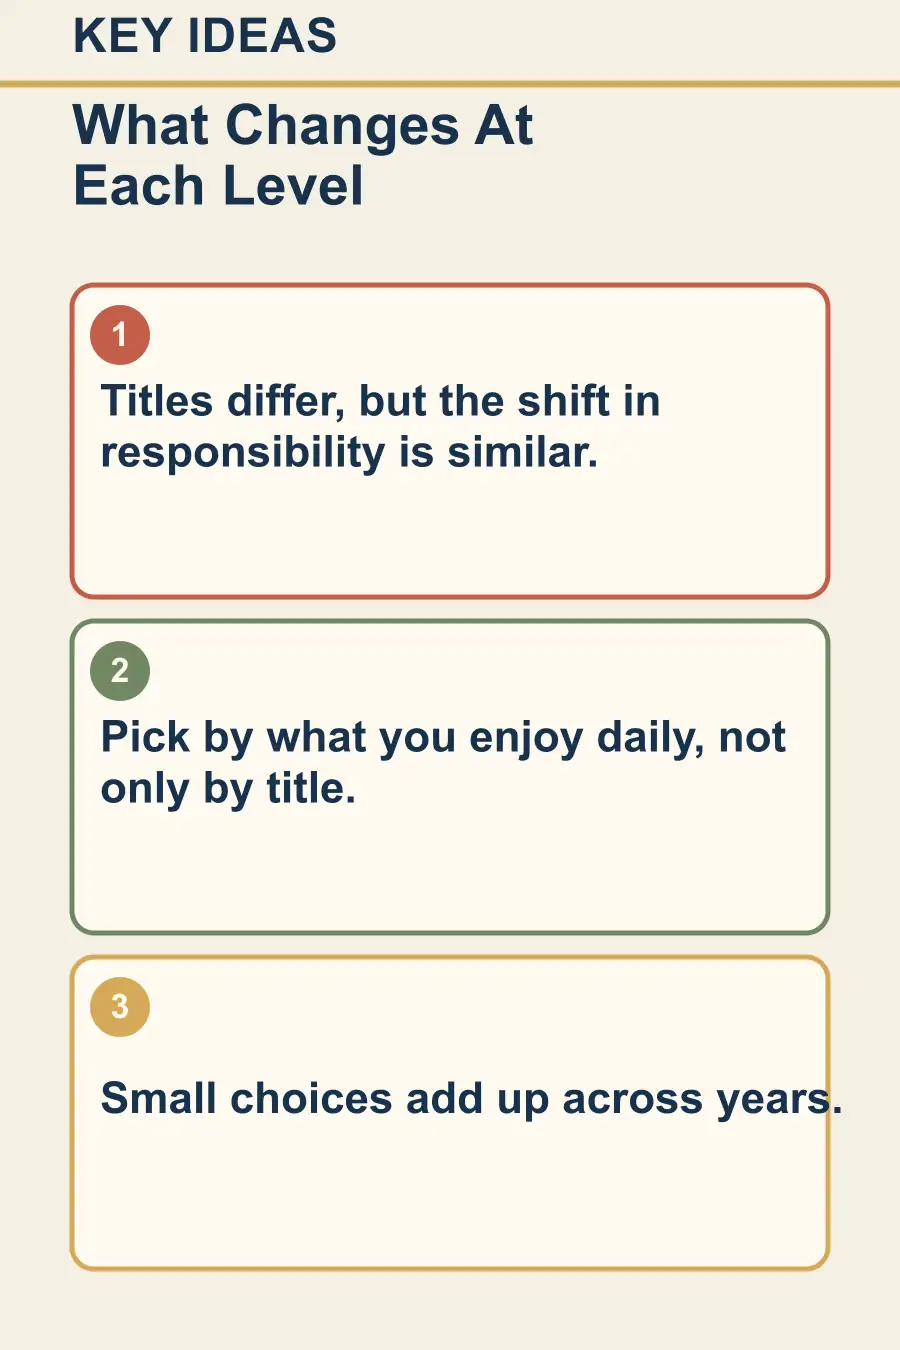 KEY IDEAS
What Changes At
Each Level
1
Titles differ, but the shift in
responsibility is similar.
2
Pick by what you enjoy daily, not
only by title.
3
Small choices add up across years.